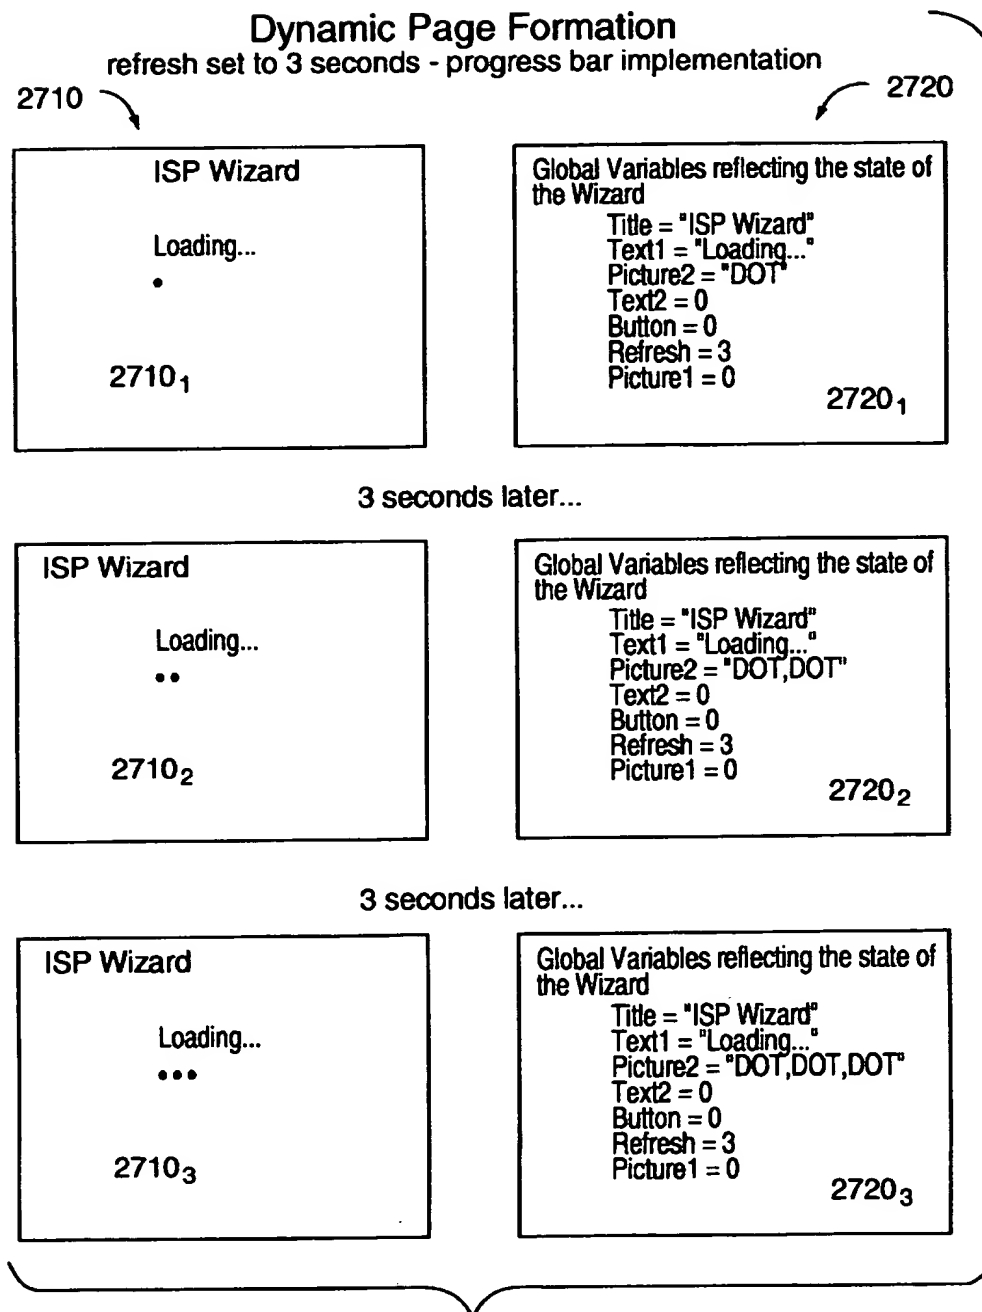 Dynamic Page Formation
refresh set to 3 seconds - progress bar implementation
2710
2720
ISP Wizard
Loading...
2710₁
Global Variables reflecting the state of
the Wizard
Title = "ISP Wizard"
Text1 = "Loading..."
Picture2 = "DOT"
Text2 = 0
Button = 0
Refresh = 3
Picture1 = 0
2720₁
3 seconds later...
ISP Wizard
Loading...
2710₂
Global Variables reflecting the state of
the Wizard
Title = "ISP Wizard"
Text1 = "Loading..."
Picture2 = "DOT,DOT"
Text2 = 0
Button = 0
Refresh = 3
Picture1 = 0
2720₂
3 seconds later...
ISP Wizard
Loading...
2710₃
Global Variables reflecting the state of
the Wizard
Title = "ISP Wizard"
Text1 = "Loading..."
Picture2 = "DOT,DOT,DOT"
Text2 = 0
Button = 0
Refresh = 3
Picture1 = 0
2720₃